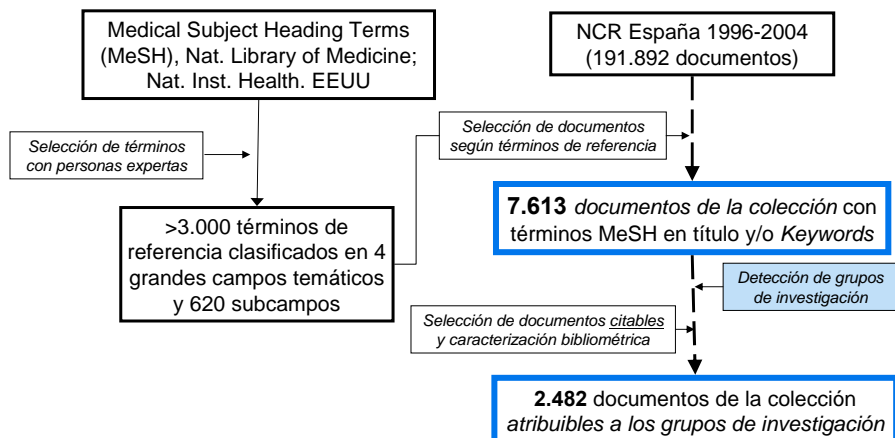 Medical Subject Heading Terms
(MeSH), Nat. Library of Medicine;
Nat. Inst. Health. EEUU
NCR España 1996-2004
(191.892 documentos)
Selección de términos
con personas expertas
Selección de documentos
según términos de referencia
>3.000 términos de
referencia clasificados en 4
grandes campos temáticos
y 620 subcampos
7.613 documentos de la colección con
términos MeSH en título y/o Keywords
Detección de grupos
de investigación
Selección de documentos citables
y caracterización bibliométrica
2.482 documentos de la colección
atribuibles a los grupos de investigación